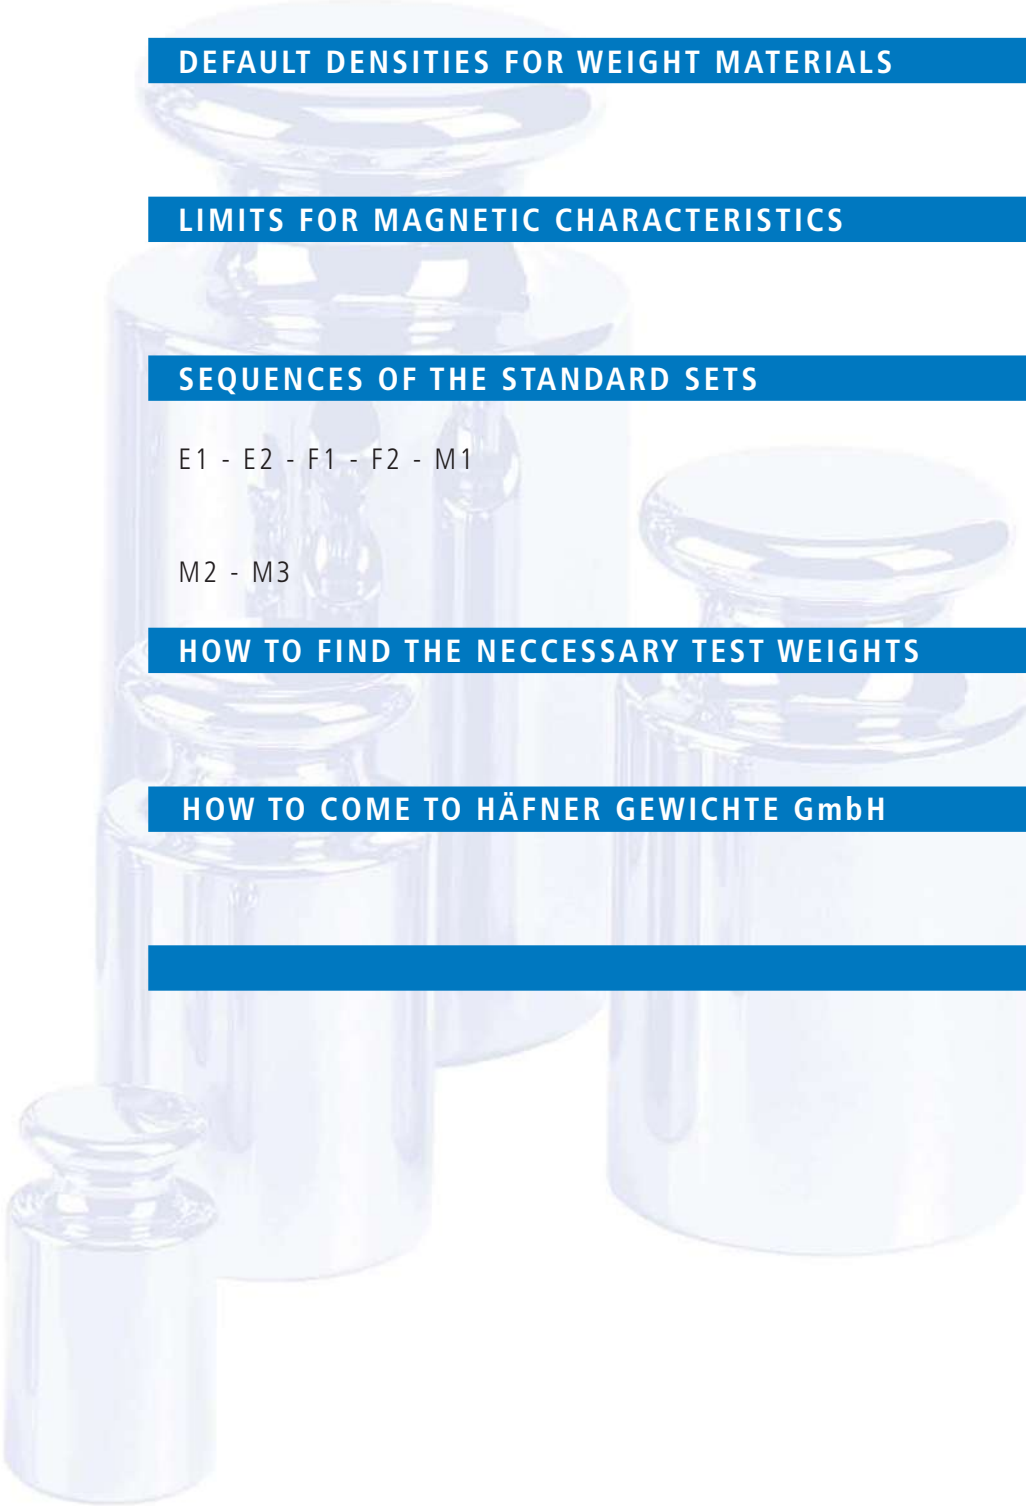 DEFAULT DENSITIES FOR WEIGHT MATERIALS
LIMITS FOR MAGNETIC CHARACTERISTICS
SEQUENCES OF THE STANDARD SETS
E1 - E2 - F1 - F2 - M1
M2 - M3
HOW TO FIND THE NECCESSARY TEST WEIGHTS
HOW TO COME TO HÄFNER GEWICHTE GmbH